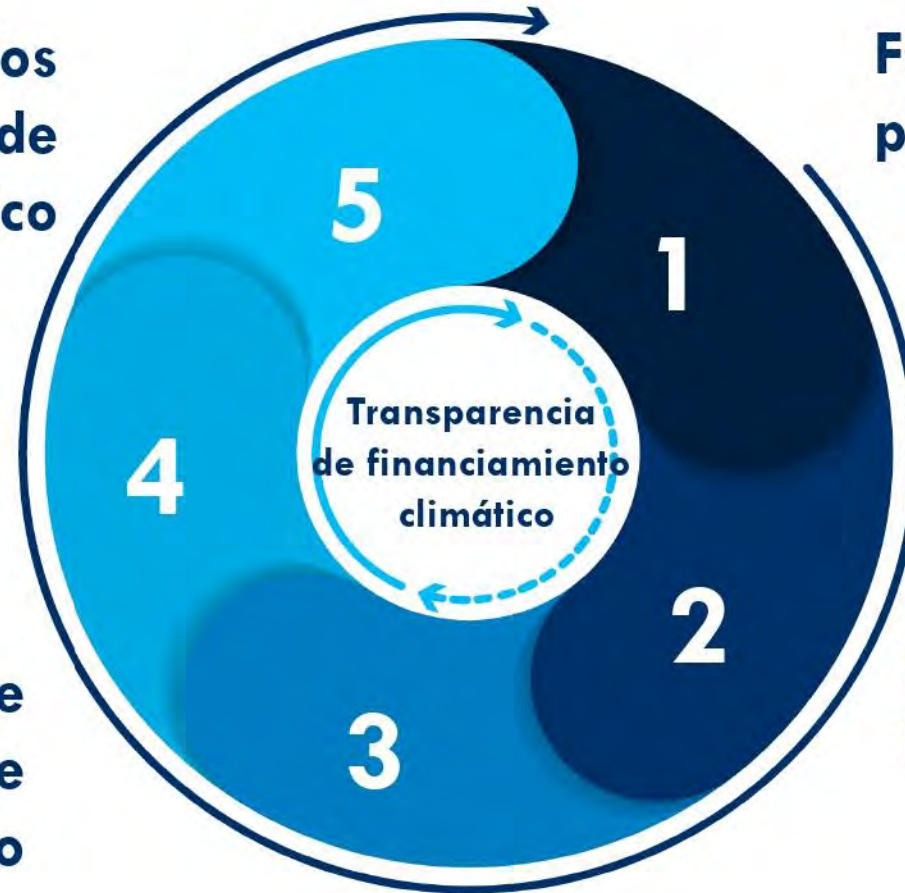 os
de
co
F
p
5
1
Transparencia
de financiamiento
climático
4
2
3
e
e
o